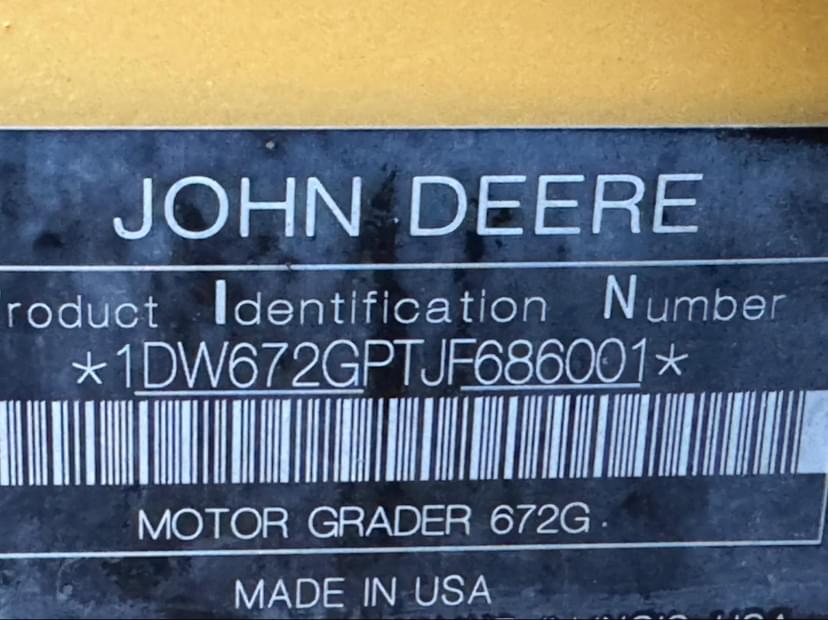 JOHN DEERE
roduct Identification Number
*1DW672GPTJF686001*
MOTOR GRADER 672G
MADE IN USA